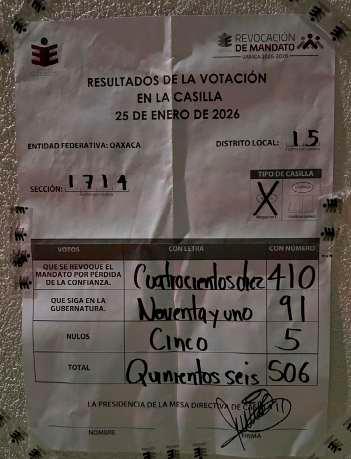 REVOCACIÓN
DE MANDATO
OAXACA 2025-2026
RESULTADOS DE LA VOTACIÓN
EN LA CASILLA
25 DE ENERO DE 2026
ENTIDAD FEDERATIVA: OAXACA
DISTRITO LOCAL: 15
TIPO DE CASILLA
SECCIÓN: 1714
VOTOS CON LETRA CON NÚMERO
QUE SE REVOQUE EL
MANDATO POR PÉRDIDA
DE LA CONFIANZA.
Cuatrocientos diez 410
QUE SIGA EN LA
GUBERNATURA.
Noventa y uno 91
NULOS Cinco 5
TOTAL Quinientos seis 506
LA PRESIDENCIA DE LA MESA DIRECTIVA DE CASILLA
NOMBRE FIRMA